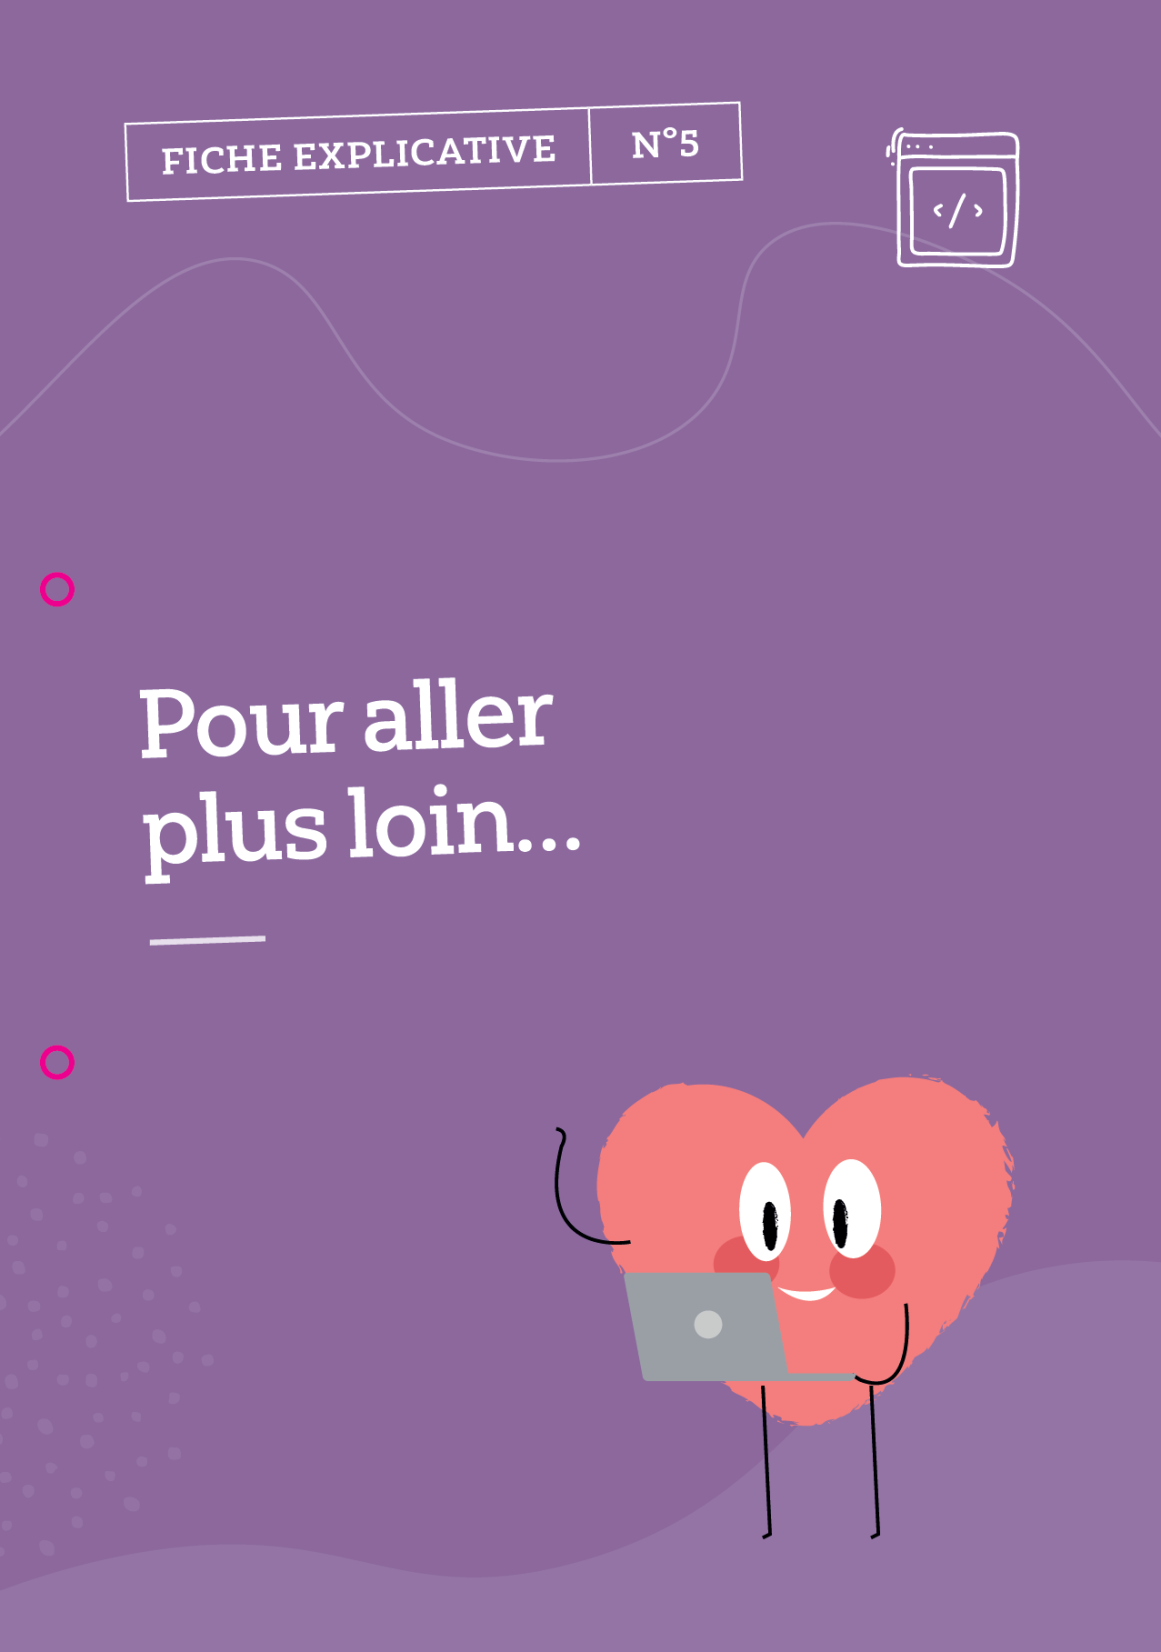 FICHE EXPLICATIVE N°5
</>
Pour aller
plus loin...